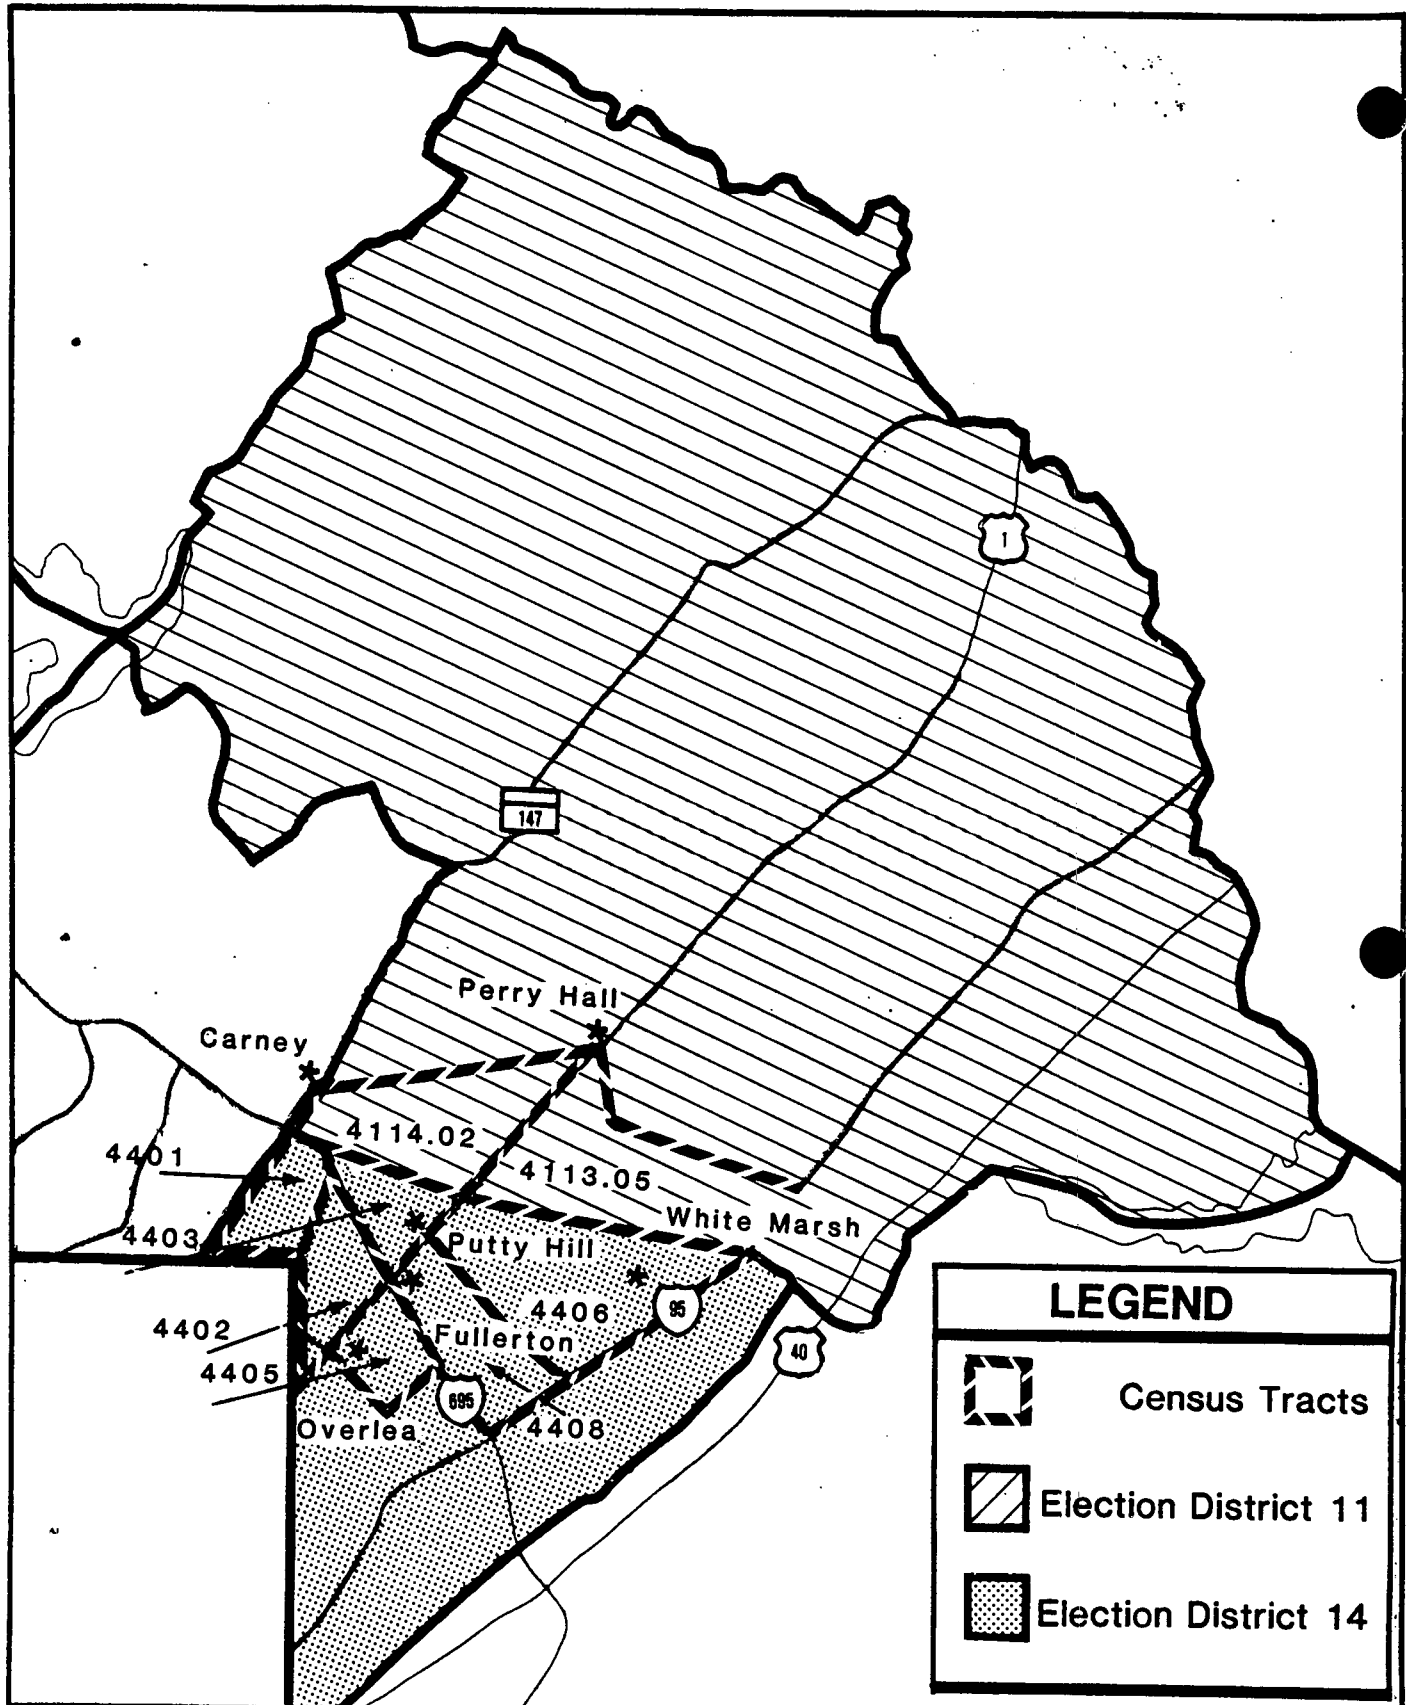 1
147
Perry Hall
Carney
4114.02
4401
4113.05
White Marsh
4403
Putty Hill
4406
95
4402
Fullerton
40
4405
695
Overlea
4408
LEGEND
Census Tracts
Election District 11
Election District 14